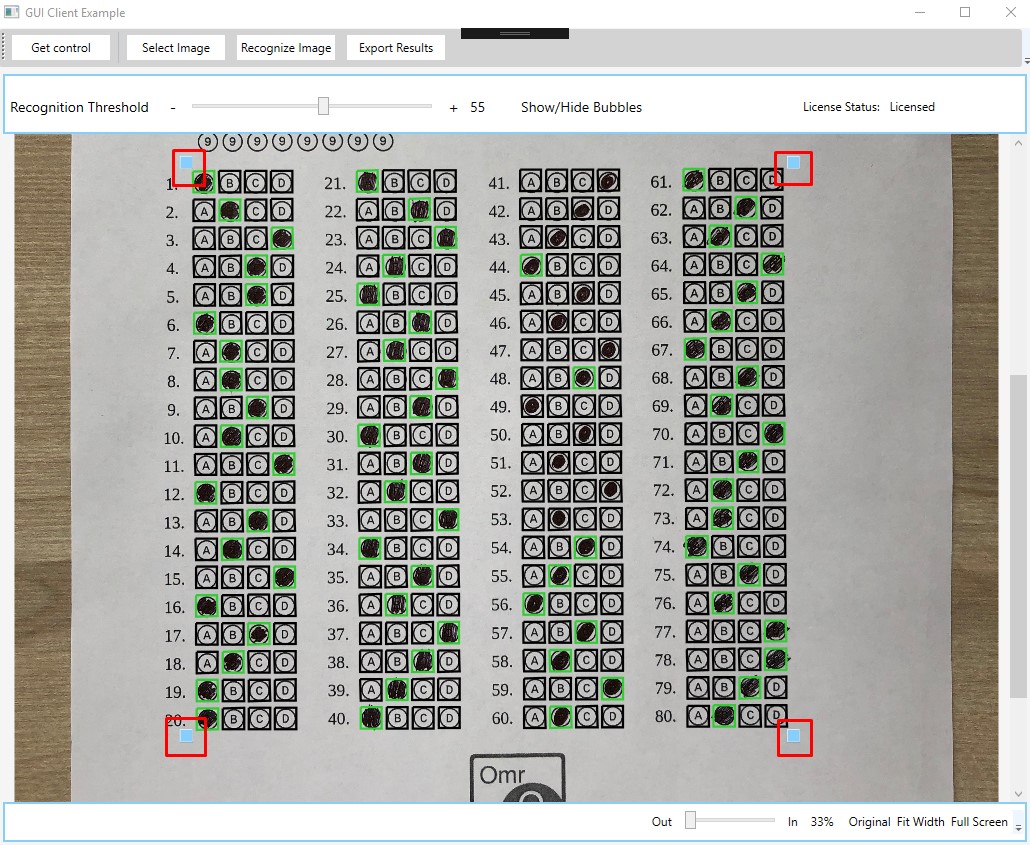 GUI Client Example
Get control Select Image Recognize Image Export Results
Recognition Threshold - + 55 Show/Hide Bubbles License Status: Licensed
9 9 9 9 9 9 9 9
1. B C D 21. B C D 41. A B C 61. B C D
2. A C D 22. A B D 42. A B D 62. A B D
3. A B C 23. A B C 43. A C D 63. A C D
4. A B D 24. A C D 44. B C D 64. A B C
5. A B D 25. B C D 45. A B D 65. A B D
6. B C D 26. A B D 46. A C D 66. A C D
7. A C D 27. A C D 47. A B C 67. B C D
8. A C D 28. A B C 48. A B D 68. A B D
9. A B D 29. A B D 49. B C D 69. A C D
10. A C D 30. B C D 50. A B D 70. A B C
11. A B C 31. A B D 51. A C D 71. A B D
12. B C D 32. A C D 52. A B C 72. A C D
13. A B D 33. A B C 53. A C D 73. A C D
14. A C D 34. B C D 54. A B D 74. B C D
15. A B C 35. A B D 55. A C D 75. A B D
16. B C D 36. A C D 56. B C D 76. A C D
17. A B D 37. A B C 57. A B D 77. A B C
18. A C D 38. A B D 58. A C D 78. A B C
19. B C D 39. A C D 59. A B C 79. A B D
20. B C D 40. B C D 60. A C D 80. A C D
Omr
Out In 33% Original Fit Width Full Screen